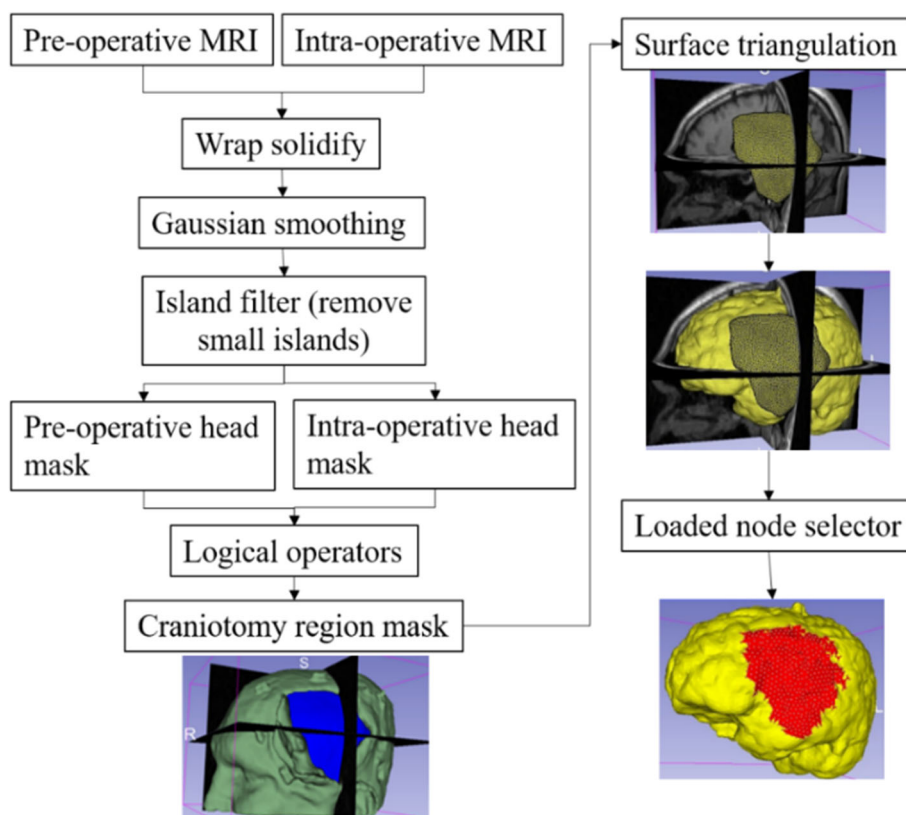 Pre-operative MRI
Intra-operative MRI
Wrap solidify
Gaussian smoothing
Island filter (remove
small islands)
Pre-operative head
mask
Intra-operative head
mask
Logical operators
Craniotomy region mask
S
R
Surface triangulation
L
L
Loaded node selector
L